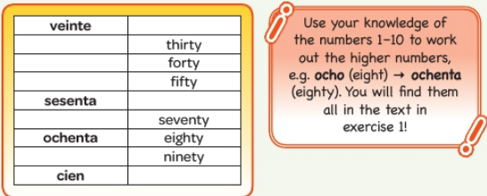 veinte
thirty
forty
fifty
sesenta
seventy
ochenta eighty
ninety
cien
Use your knowledge of
the numbers 1–10 to work
out the higher numbers,
e.g. ocho (eight) → ochenta
(eighty). You will find them
all in the text in
exercise 1!